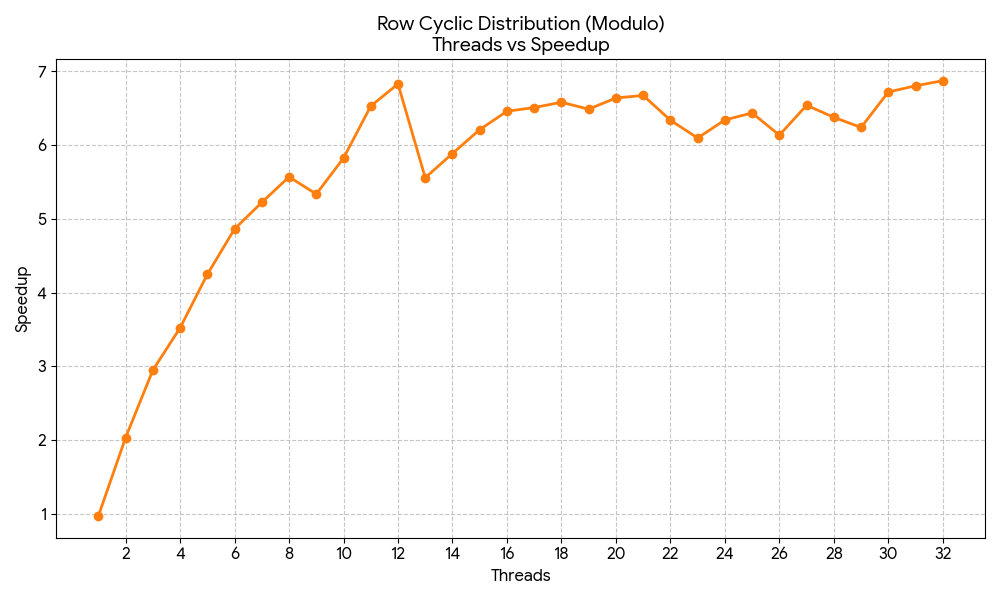 Row Cyclic Distribution (Modulo)
Threads vs Speedup
7
6
5
4
3
2
1
Speedup
2 4 6 8 10 12 14 16 18 20 22 24 26 28 30 32
Threads